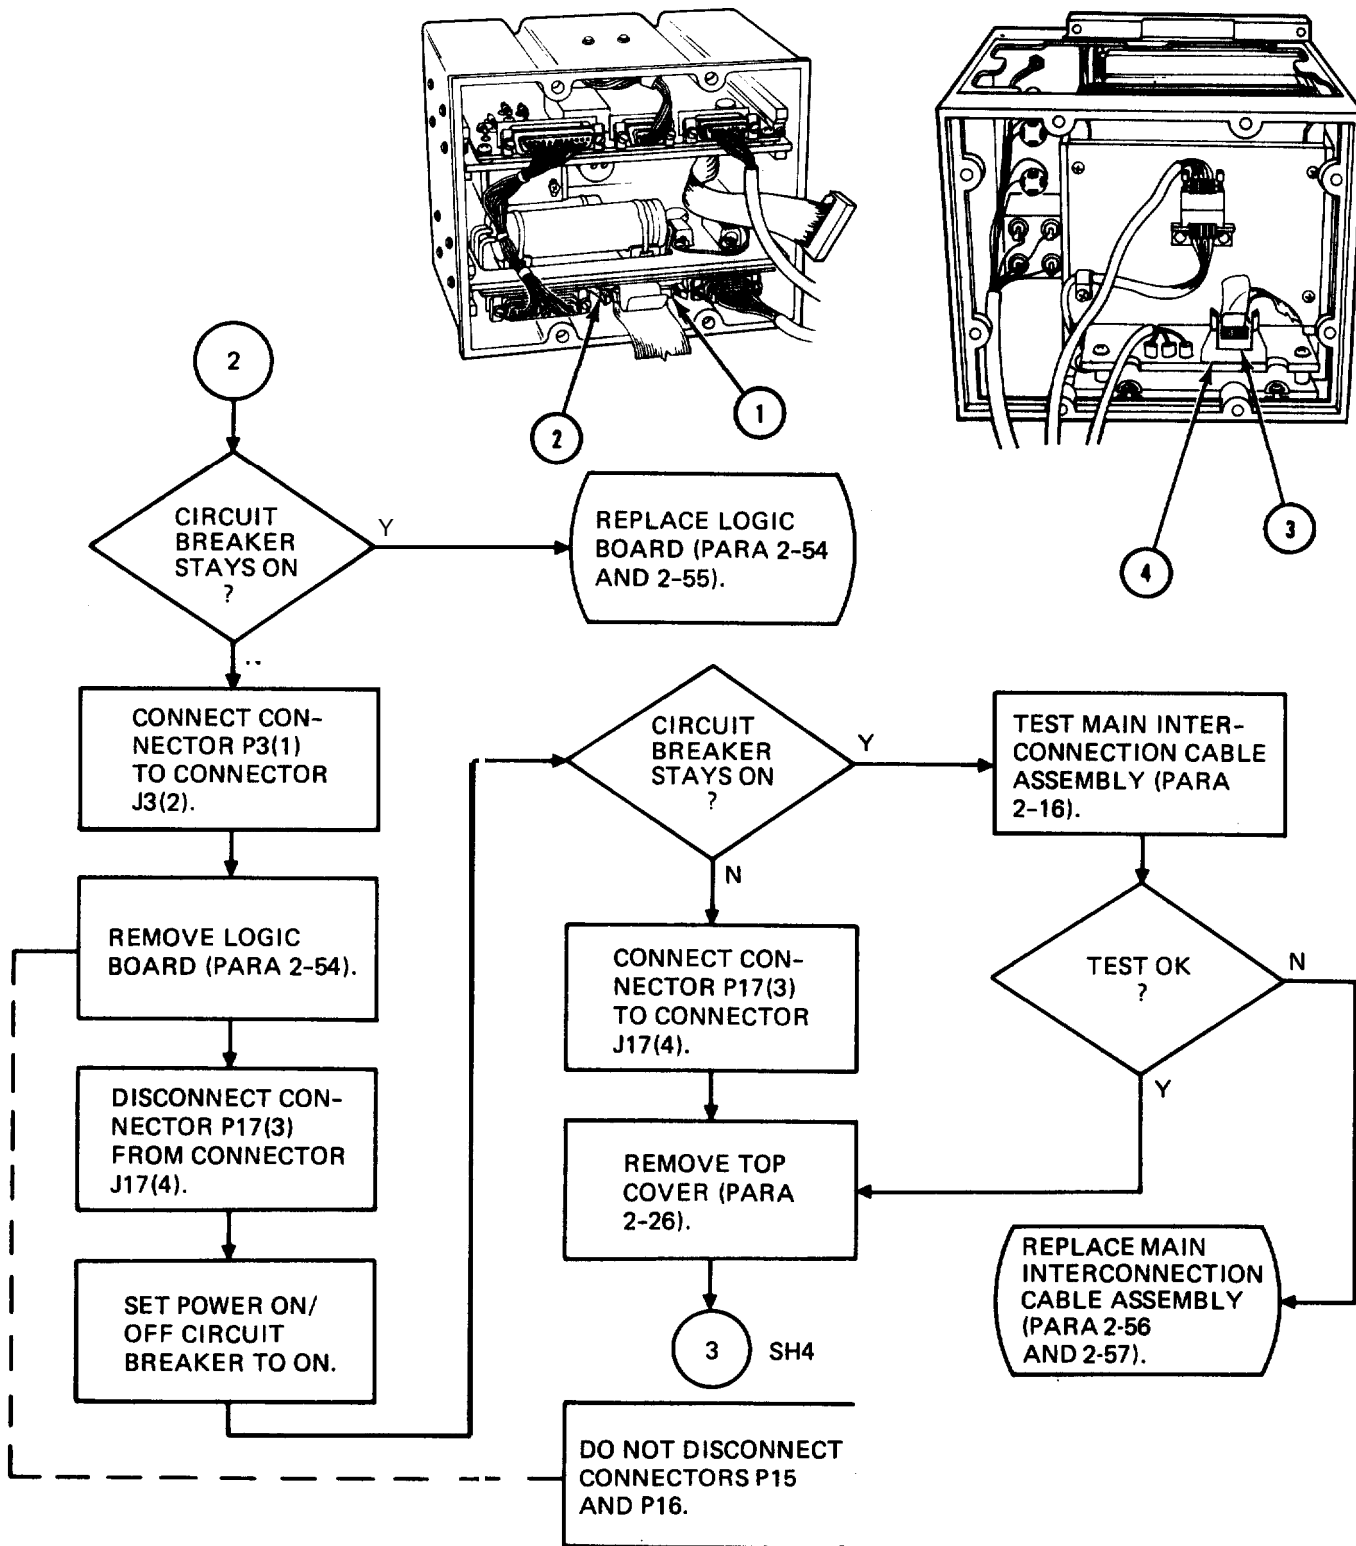 2
1
2
3
4
CIRCUIT
BREAKER
STAYS ON
?
Y
REPLACE LOGIC
BOARD (PARA 2-54
AND 2-55).
CONNECT CON-
NECTOR P3(1)
TO CONNECTOR
J3(2).
REMOVE LOGIC
BOARD (PARA 2-54).
DISCONNECT CON-
NECTOR P17(3)
FROM CONNECTOR
J17(4).
SET POWER ON/
OFF CIRCUIT
BREAKER TO ON.
CIRCUIT
BREAKER
STAYS ON
?
Y
N
TEST MAIN INTER-
CONNECTION CABLE
ASSEMBLY (PARA
2-16).
CONNECT CON-
NECTOR P17(3)
TO CONNECTOR
J17(4).
TEST OK
?
N
Y
REMOVE TOP
COVER (PARA
2-26).
REPLACE MAIN
INTERCONNECTION
CABLE ASSEMBLY
(PARA 2-56
AND 2-57).
3 SH4
DO NOT DISCONNECT
CONNECTORS P15
AND P16.